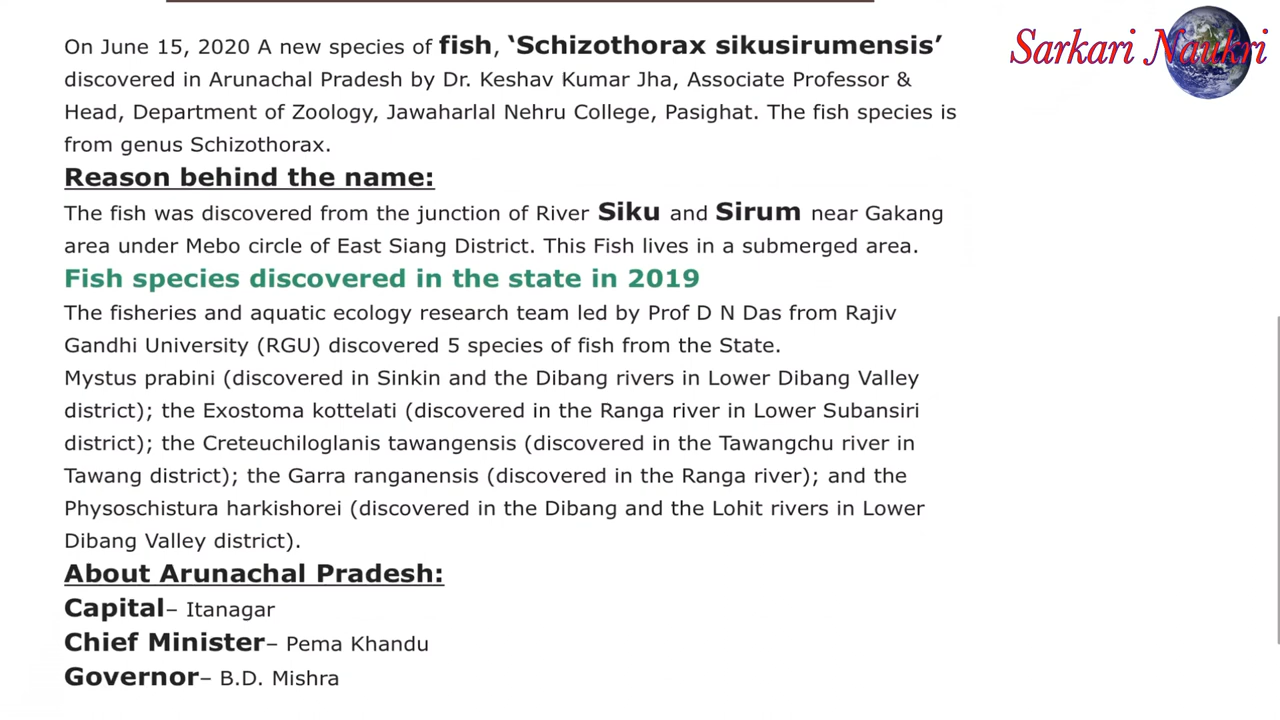 Sarkari Naukri
On June 15, 2020 A new species of fish, ‘Schizothorax sikusirumensis’
discovered in Arunachal Pradesh by Dr. Keshav Kumar Jha, Associate Professor &
Head, Department of Zoology, Jawaharlal Nehru College, Pasighat. The fish species is
from genus Schizothorax.
Reason behind the name:
The fish was discovered from the junction of River Siku and Sirum near Gakang
area under Mebo circle of East Siang District. This Fish lives in a submerged area.
Fish species discovered in the state in 2019
The fisheries and aquatic ecology research team led by Prof D N Das from Rajiv
Gandhi University (RGU) discovered 5 species of fish from the State.
Mystus prabini (discovered in Sinkin and the Dibang rivers in Lower Dibang Valley
district); the Exostoma kottelati (discovered in the Ranga river in Lower Subansiri
district); the Creteuchiloglanis tawangensis (discovered in the Tawangchu river in
Tawang district); the Garra ranganensis (discovered in the Ranga river); and the
Physoschistura harkishorei (discovered in the Dibang and the Lohit rivers in Lower
Dibang Valley district).
About Arunachal Pradesh:
Capital– Itanagar
Chief Minister– Pema Khandu
Governor– B.D. Mishra